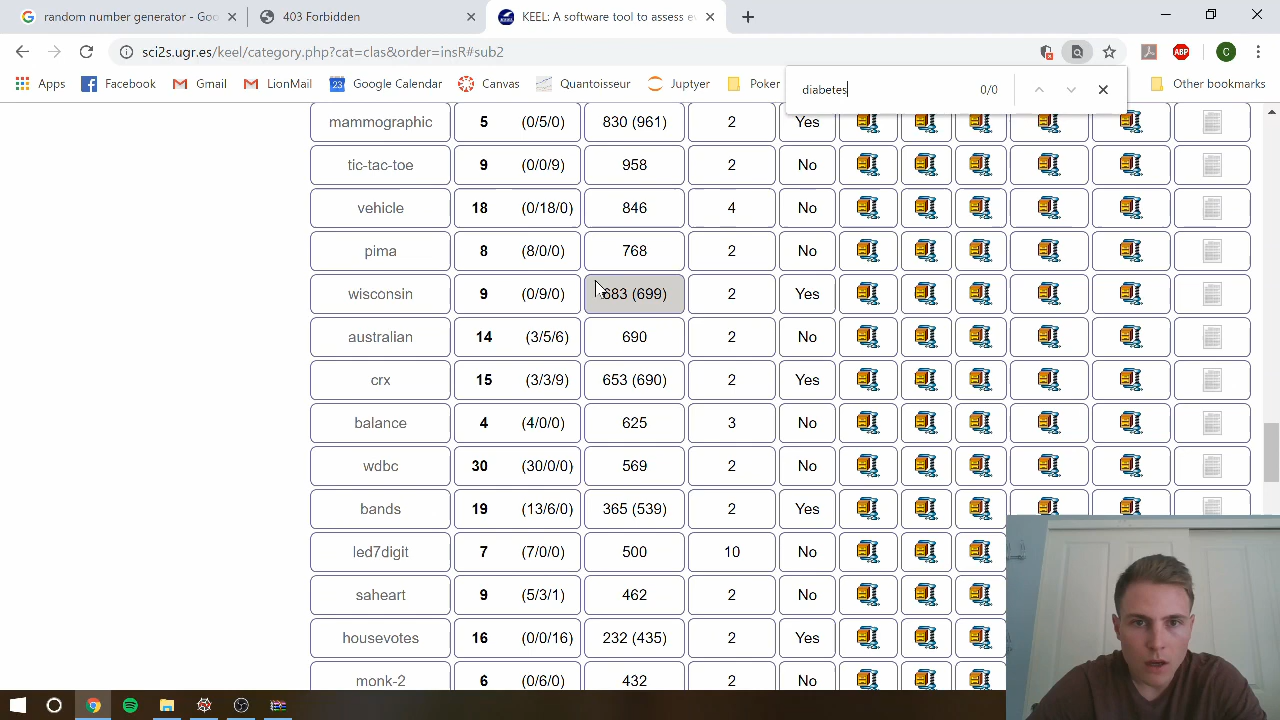 random number generator - Goo
403 Forbidden
KEEL: A software tool to assess ev
sci2s.ugr.es/keel/category.php?cat=clas&order=insR#sub2
ABP
C
Apps
Facebook
Gmail
LionMail
23
Google Calendar
Canvas
Quantoisseur
Juptyer
Poker
Other bookmarks
diabetes
0/0
mammographic 5 (0/5/0) 830 (961) 2 Yes
tic-tac-toe 9 (0/0/9) 958 2 No
vehicle 18 (0/18/0) 846 4 No
pima 8 (8/0/0) 768 2 No
wisconsin 9 (0/9/0) 683 (699) 2 Yes
australian 14 (3/5/6) 690 2 No
crx 15 (3/3/9) 653 (690) 2 Yes
balance 4 (4/0/0) 625 3 No
wdbc 30 (30/0/0) 569 2 No
bands 19 (13/6/0) 365 (539) 2 Yes
led7digit 7 (7/0/0) 500 10 No
saheart 9 (5/3/1) 462 2 No
housevotes 16 (0/0/16) 232 (435) 2 Yes
monk-2 6 (0/6/0) 432 2 No